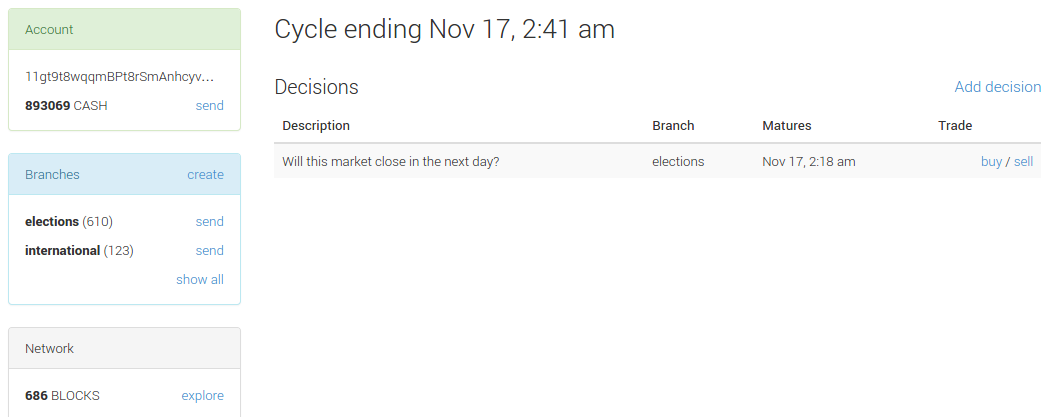 Account
11gt9t8wqqmBPt8rSmAnhcyv...
893069 CASH send
Branches create
elections (610) send
international (123) send
show all
Network
686 BLOCKS explore
Cycle ending Nov 17, 2:41 am
Decisions Add decision
Description Branch Matures Trade
Will this market close in the next day? elections Nov 17, 2:18 am buy / sell